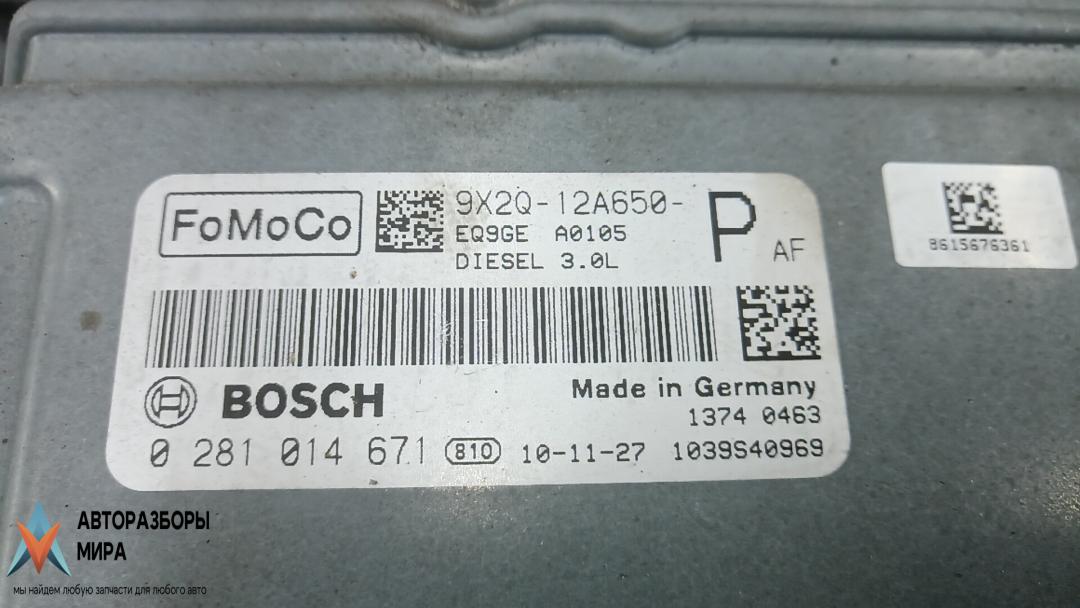 FoMoCo
9X2Q-12A650-
P
AF
EQ9GE A0105
DIESEL 3.0L
8615676361
BOSCH
Made in Germany
1374 0463
0 281 014 671 810 10-11-27 1039S40969
АВТОРАЗБОРЫ
МИРА
мы найдем любую запчасти для любого авто